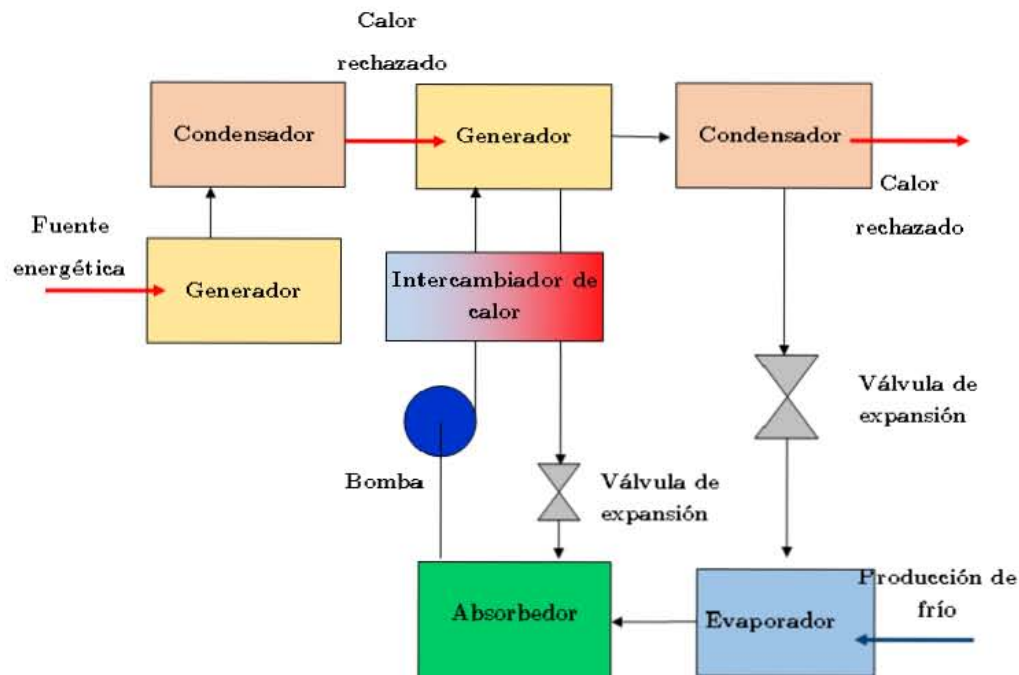 Calor
rechazado
Condensador
Generador
Condensador
Calor
rechazado
Fuente
energética
Generador
Intercambiador de
calor
Válvula de
expansión
Bomba
Válvula de
expansión
Absorbedor
Evaporador
Producción de
frío